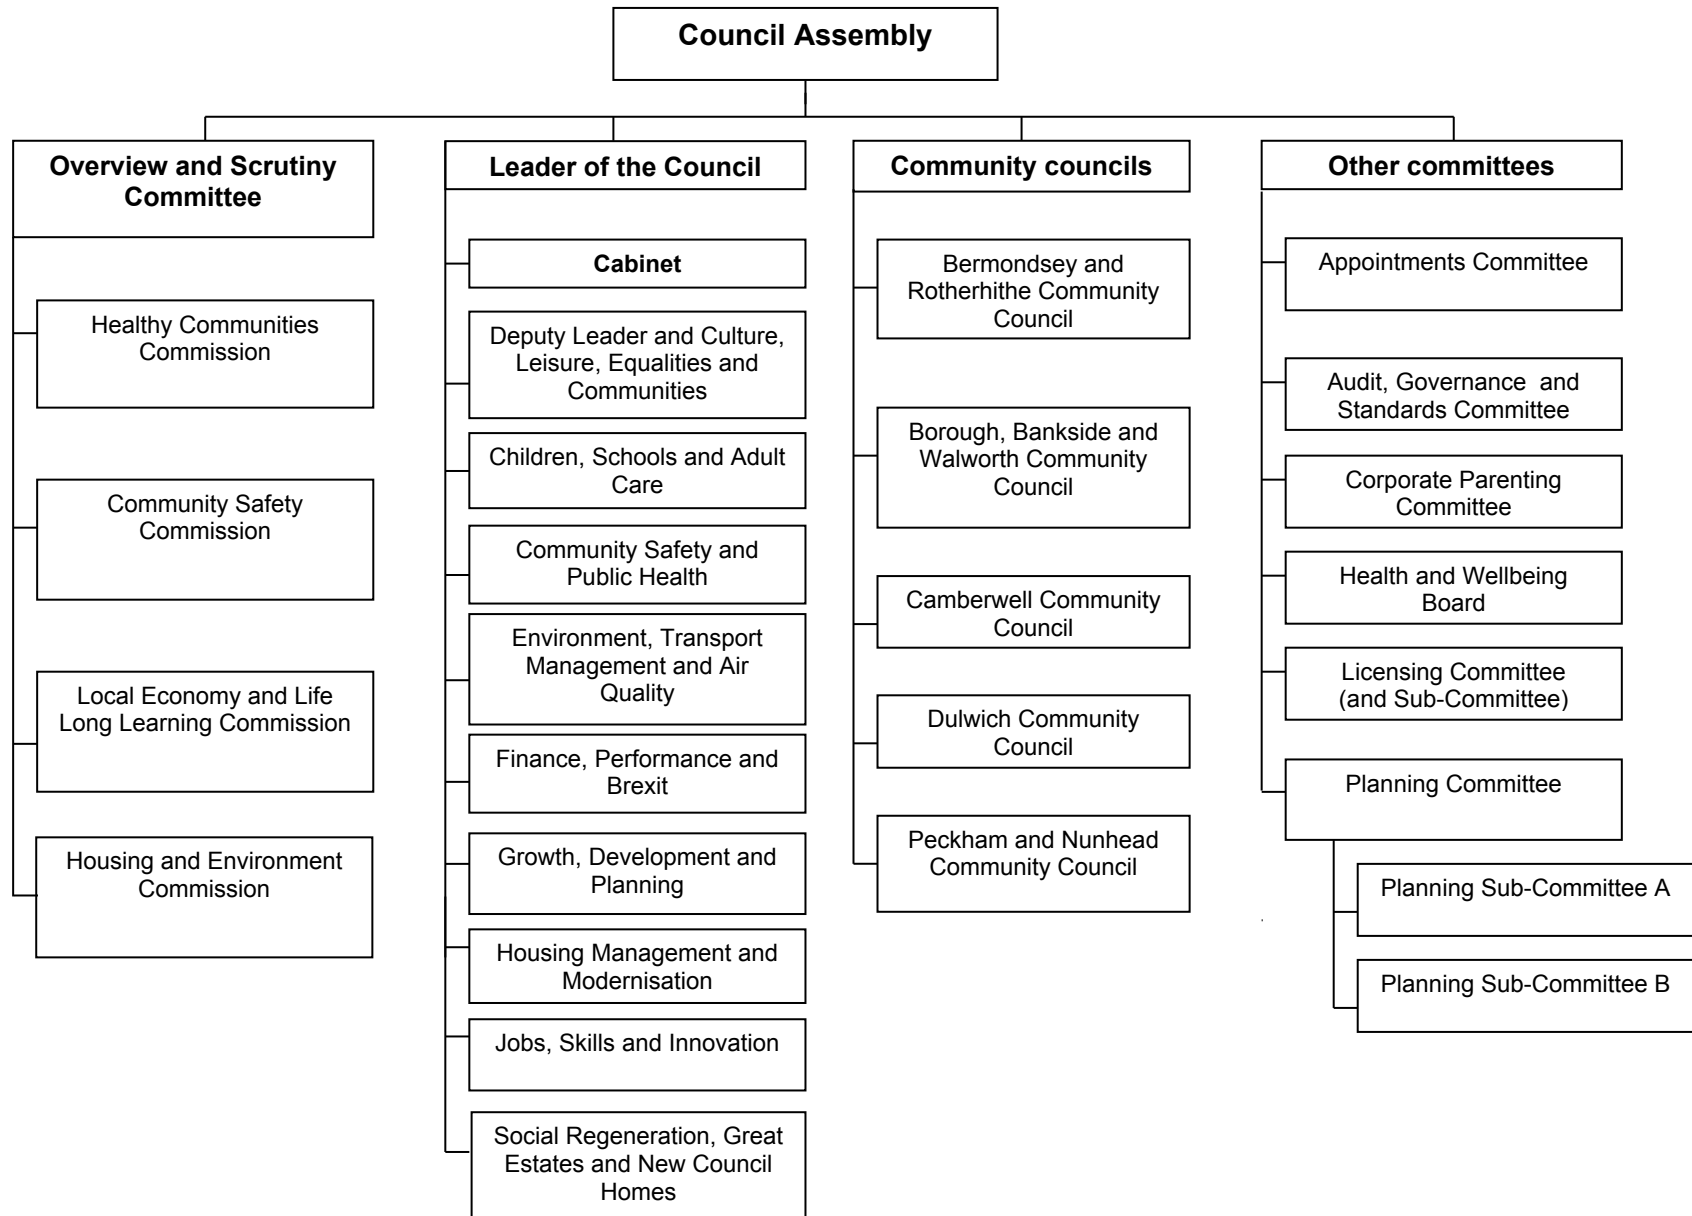 Council Assembly
Overview and Scrutiny
Committee
Healthy Communities
Commission
Community Safety
Commission
Local Economy and Life
Long Learning Commission
Housing and Environment
Commission
Leader of the Council
Cabinet
Deputy Leader and Culture,
Leisure, Equalities and
Communities
Children, Schools and Adult
Care
Community Safety and
Public Health
Environment, Transport
Management and Air
Quality
Finance, Performance and
Brexit
Growth, Development and
Planning
Housing Management and
Modernisation
Jobs, Skills and Innovation
Social Regeneration, Great
Estates and New Council
Homes
Community councils
Bermondsey and
Rotherhithe Community
Council
Borough, Bankside and
Walworth Community
Council
Camberwell Community
Council
Dulwich Community
Council
Peckham and Nunhead
Community Council
Other committees
Appointments Committee
Audit, Governance  and
Standards Committee
Corporate Parenting
Committee
Health and Wellbeing
Board
Licensing Committee
(and Sub-Committee)
Planning Committee
Planning Sub-Committee A
Planning Sub-Committee B